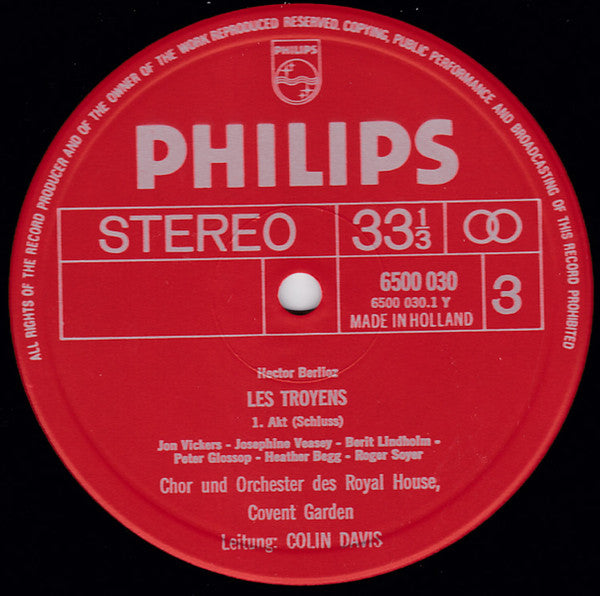 ALL RIGHTS OF THE RECORD PRODUCER AND OF THE OWNER OF THE WORK REPRODUCED RESERVED. COPYING, PUBLIC PERFORMANCE AND BROADCASTING OF THIS RECORD PROHIBITED
PHILIPS
PHILIPS
STEREO 33 1/3
6500 030
6500 030.1 Y
MADE IN HOLLAND
3
Hector Berlioz
LES TROYENS
1. Akt (Schluss)
Jon Vickers - Josephine Veasey - Berit Lindholm -
Peter Glossop - Heather Begg - Roger Soyer
Chor und Orchester des Royal House,
Covent Garden
Leitung: COLIN DAVIS